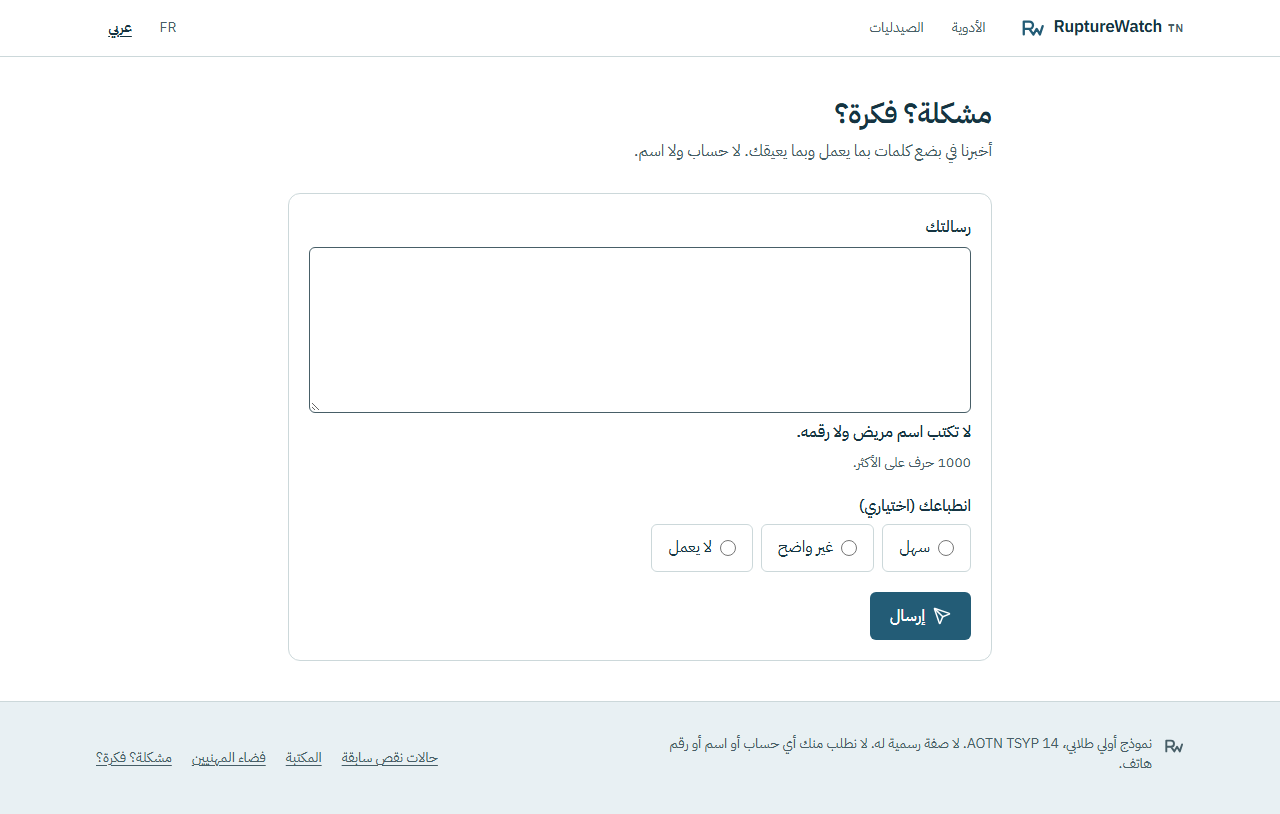 RuptureWatch TN
الأدوية
الصيدليات
FR
عربي
مشكلة؟ فكرة؟
أخبرنا في بضع كلمات بما يعمل وبما يعيقك. لا حساب ولا اسم.
رسالتك
لا تكتب اسم مريض ولا رقمه.
1000 حرف على الأكثر.
انطباعك (اختياري)
سهل
غير واضح
لا يعمل
إرسال
نموذج أولي طلابي، AOTN TSYP 14. لا صفة رسمية له. لا نطلب منك أي حساب أو اسم أو رقم
هاتف.
حالات نقص سابقة
المكتبة
فضاء المهنيين
مشكلة؟ فكرة؟